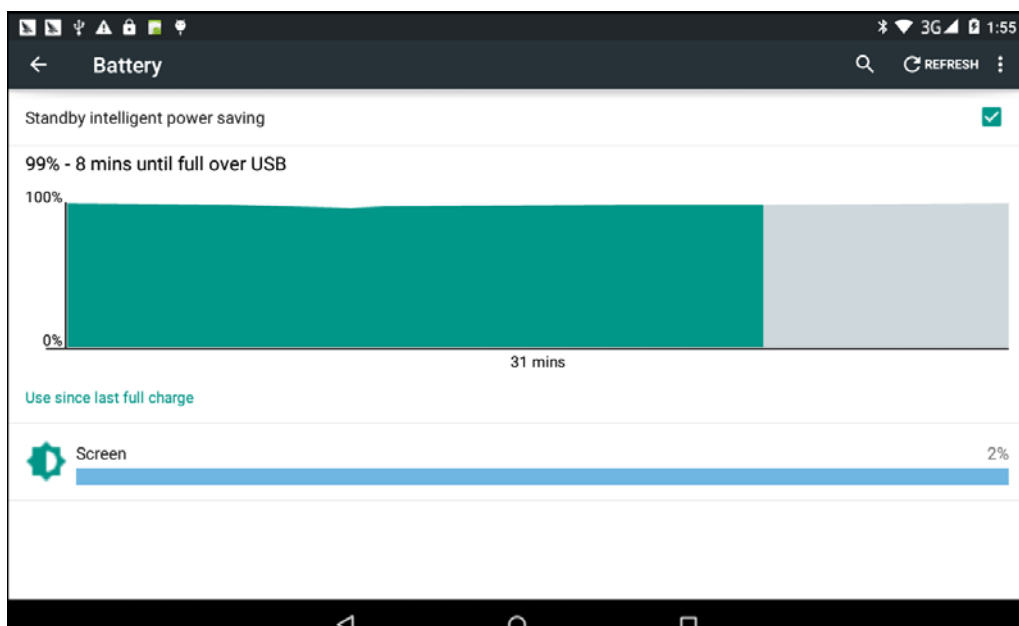 3G 1:55
Battery REFRESH
Standby intelligent power saving
99% - 8 mins until full over USB
100%
0%
31 mins
Use since last full charge
Screen 2%